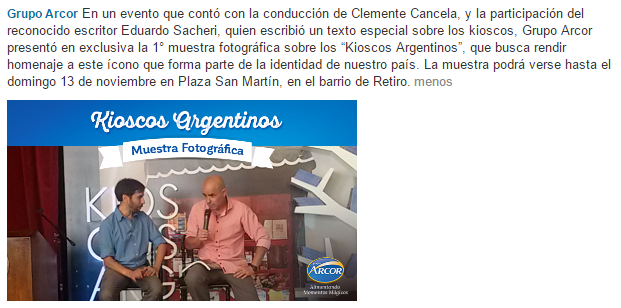 Grupo Arcor En un evento que contó con la conducción de Clemente Cancela, y la participación del
reconocido escritor Eduardo Sacheri, quien escribió un texto especial sobre los kioscos, Grupo Arcor
presentó en exclusiva la 1° muestra fotográfica sobre los “Kioscos Argentinos”, que busca rendir
homenaje a este ícono que forma parte de la identidad de nuestro país. La muestra podrá verse hasta el
domingo 13 de noviembre en Plaza San Martín, en el barrio de Retiro. menos
Kioscos Argentinos
Muestra Fotográfica
KIOS
COS
ARG
ARCOR
Alimentando
Momentos Mágicos